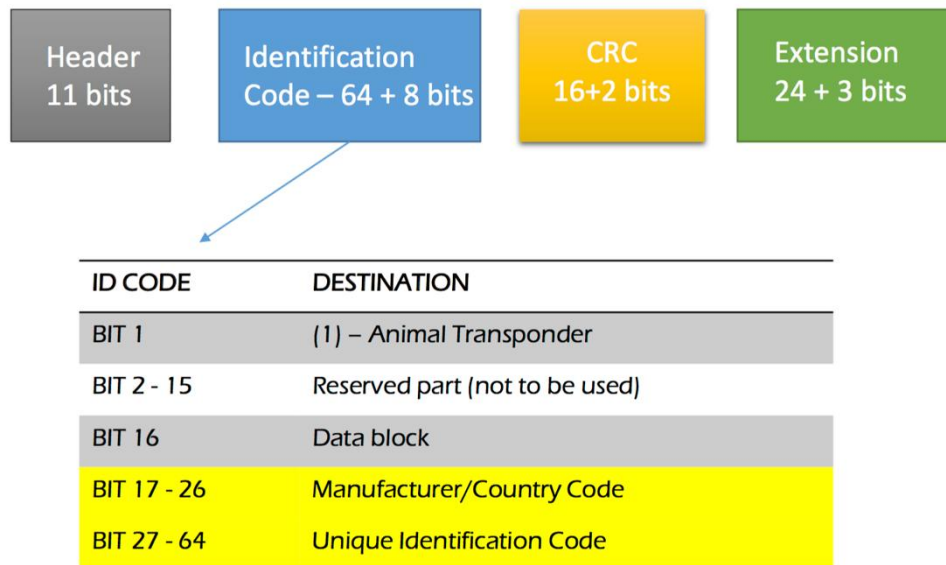 Header
11 bits
Identification
Code – 64 + 8 bits
CRC
16+2 bits
Extension
24 + 3 bits
ID CODE DESTINATION
BIT 1 (1) – Animal Transponder
BIT 2 - 15 Reserved part (not to be used)
BIT 16 Data block
BIT 17 - 26 Manufacturer/Country Code
BIT 27 - 64 Unique Identification Code